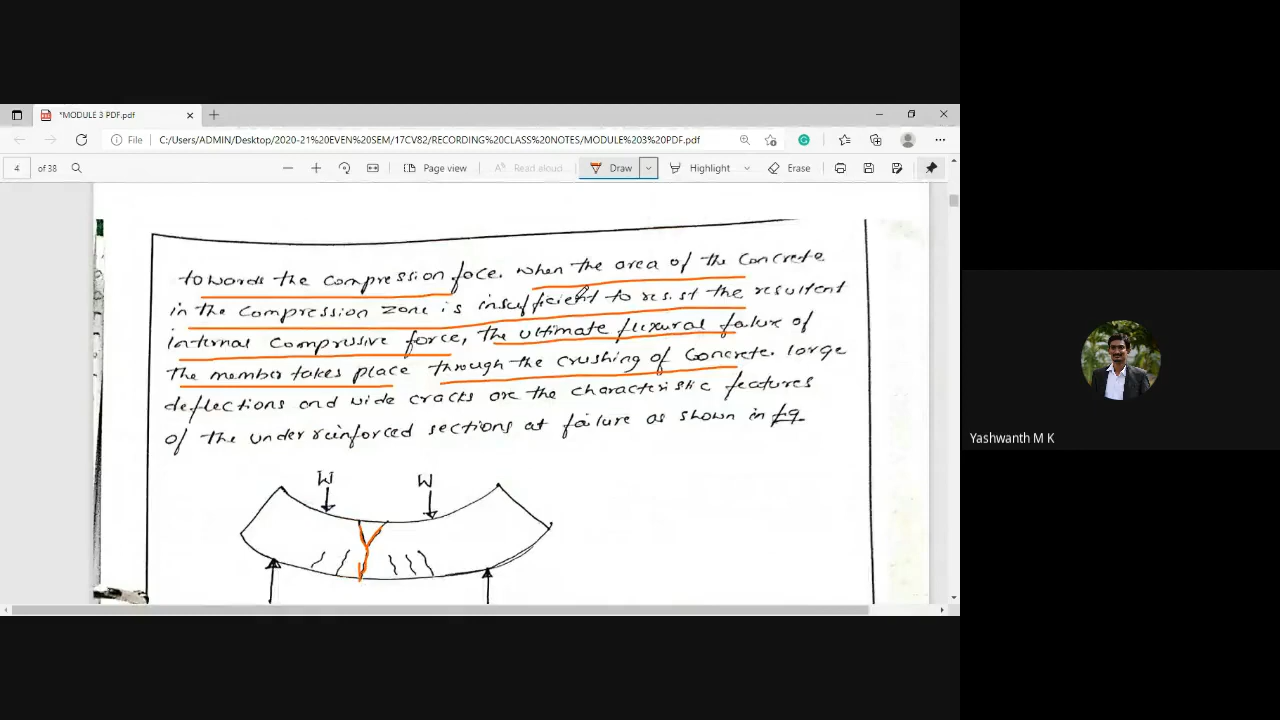 *MODULE 3 PDF.pdf
File
C:/Users/ADMIN/Desktop/2020-21%20EVEN%20SEM/17CV82/RECORDING%20CLASS%20NOTES/MODULE%203%20PDF.pdf
4 of 38
Page view
Read aloud
Draw
Highlight
Erase
towards the compression face. when the area of the concrete
in the compression zone is insufficient to resist the resultent
internal compressive force, the ultimate flexural failure of
the member takes place through the crushing of concrete. large
deflections and wide cracks are the characteristic features
of the under reinforced sections at failure as shown in fig
W W
Yashwanth M K